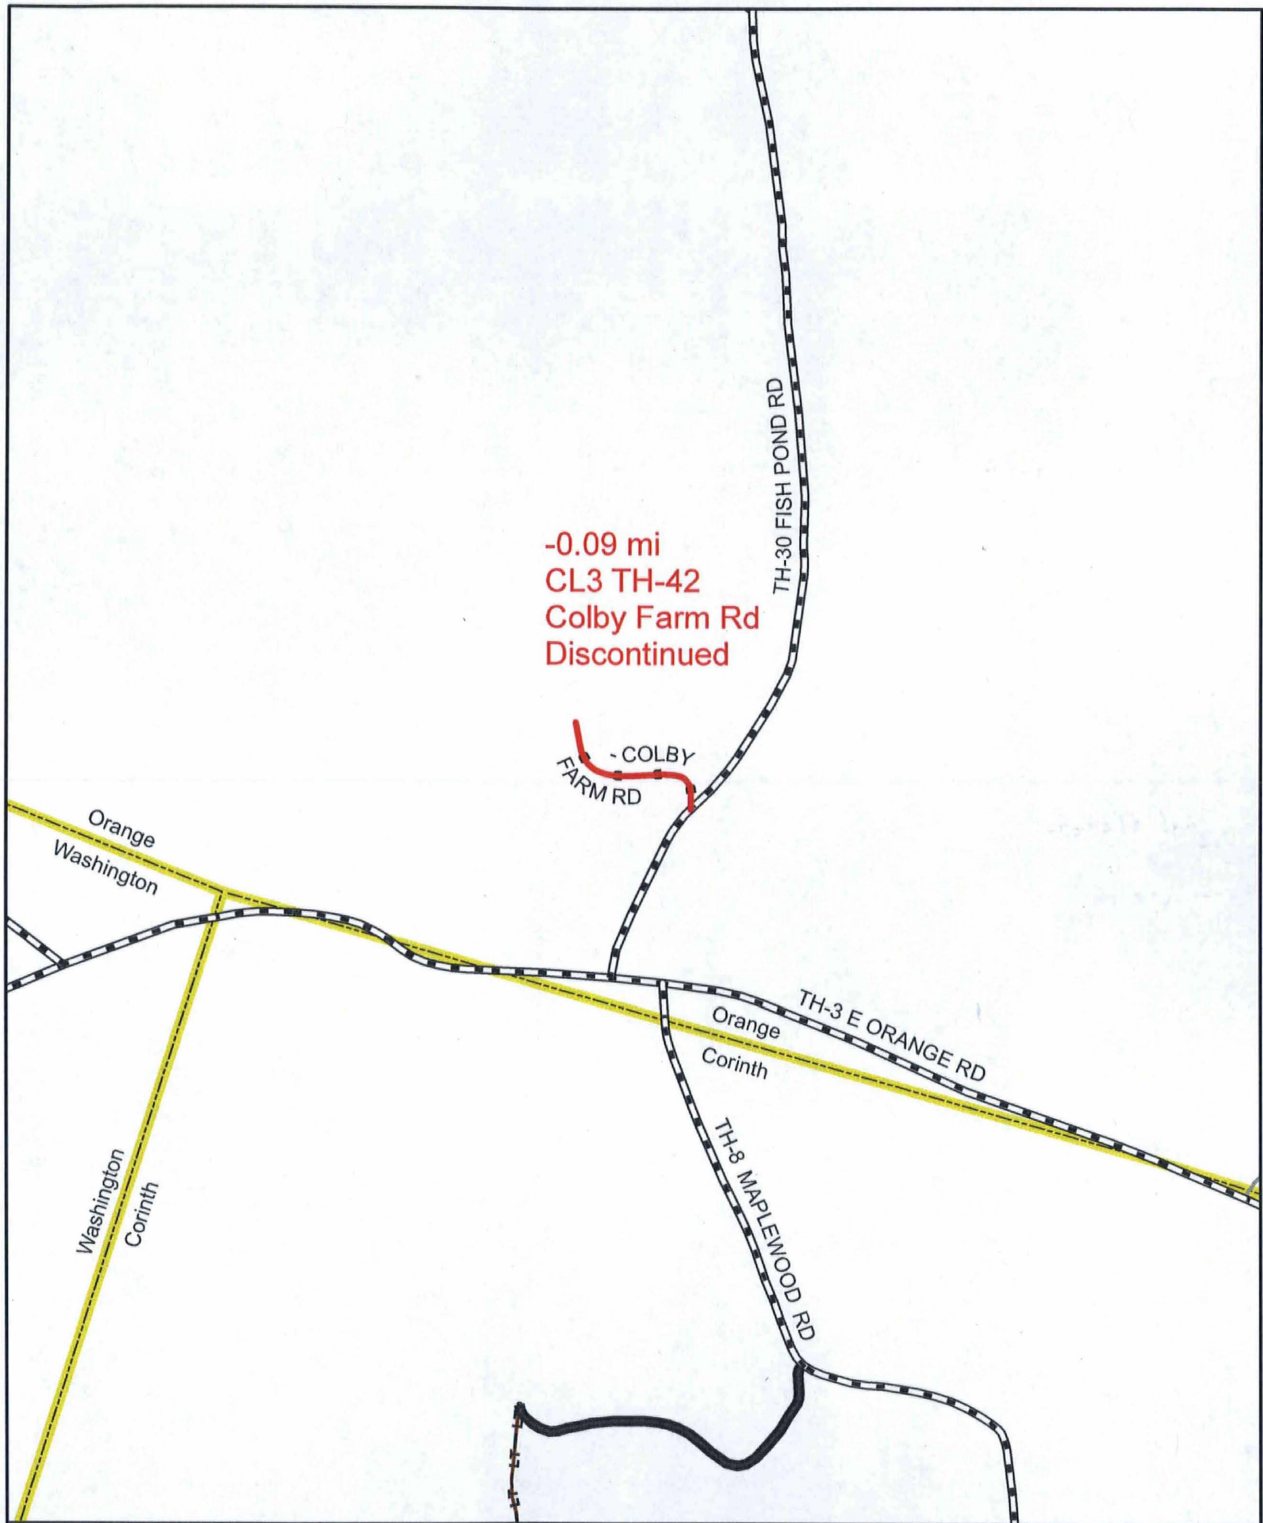 TH-30 FISH POND RD
-0.09 mi
CL3 TH-42
Colby Farm Rd
Discontinued
- COLBY
FARM RD
Orange
Washington
TH-3 E ORANGE RD
Orange
Corinth
TH-8 MAPLEWOOD RD
Washington
Corinth